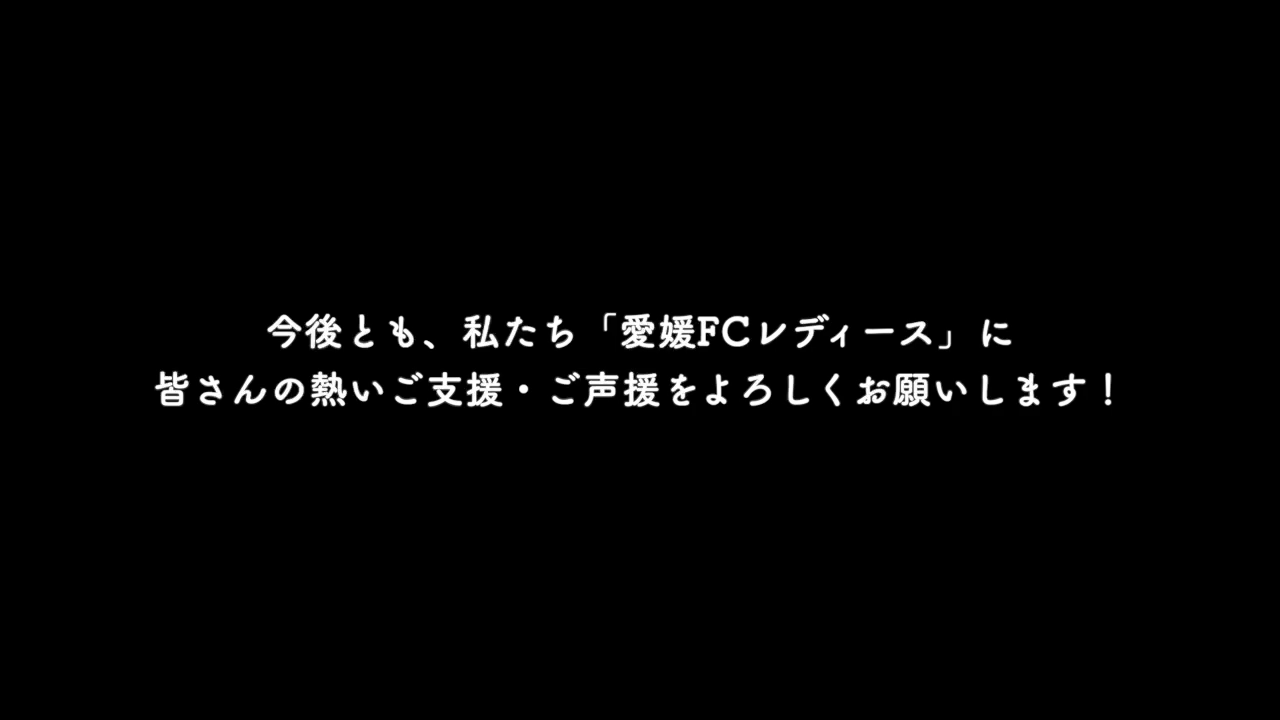 今後とも、私たち「愛媛FCレディース」に
皆さんの熱いご支援・ご声援をよろしくお願いします！